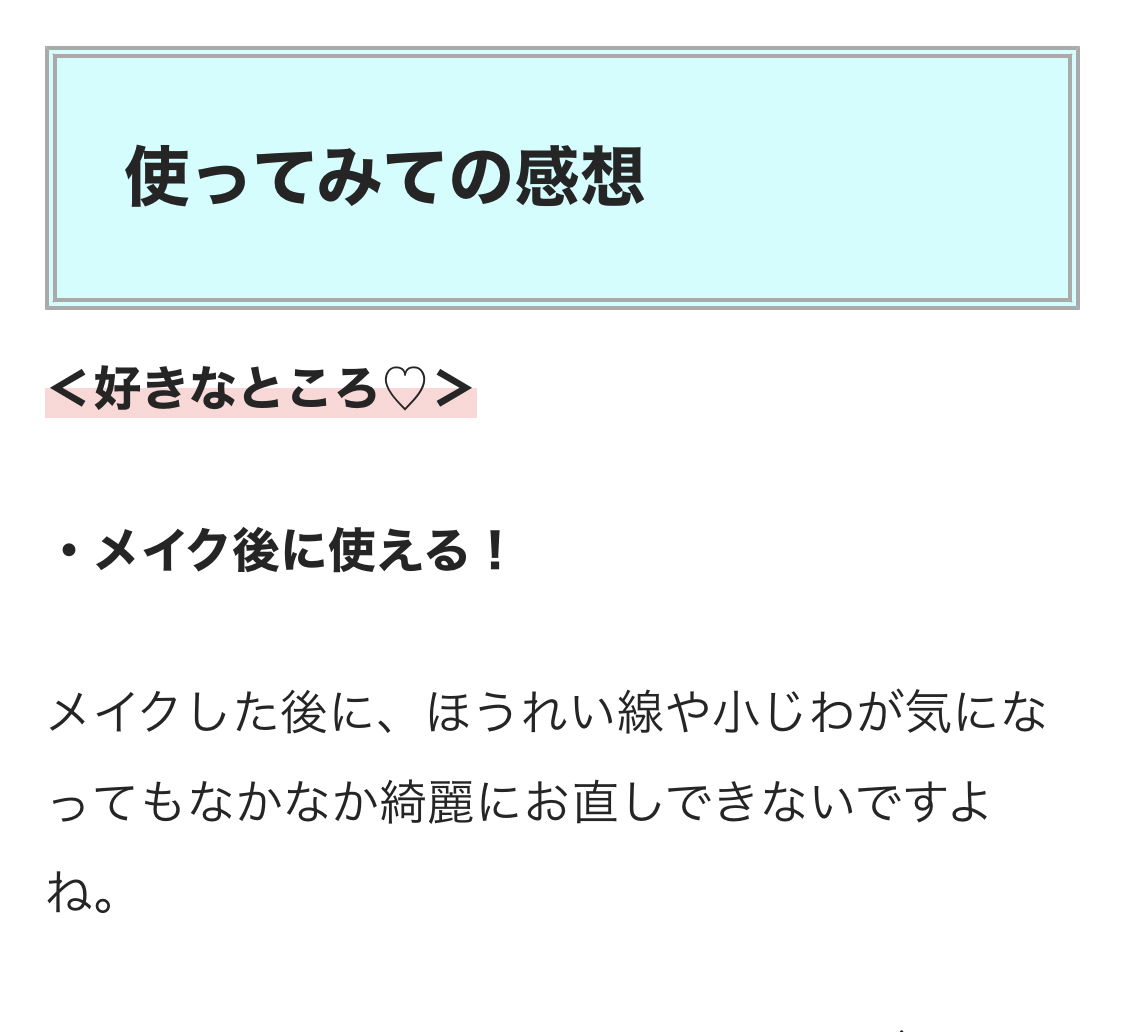 使ってみての感想
＜好きなところ♡＞
・メイク後に使える！
メイクした後に、ほうれい線や小じわが気にな
ってもなかなか綺麗にお直しできないですよ
ね。